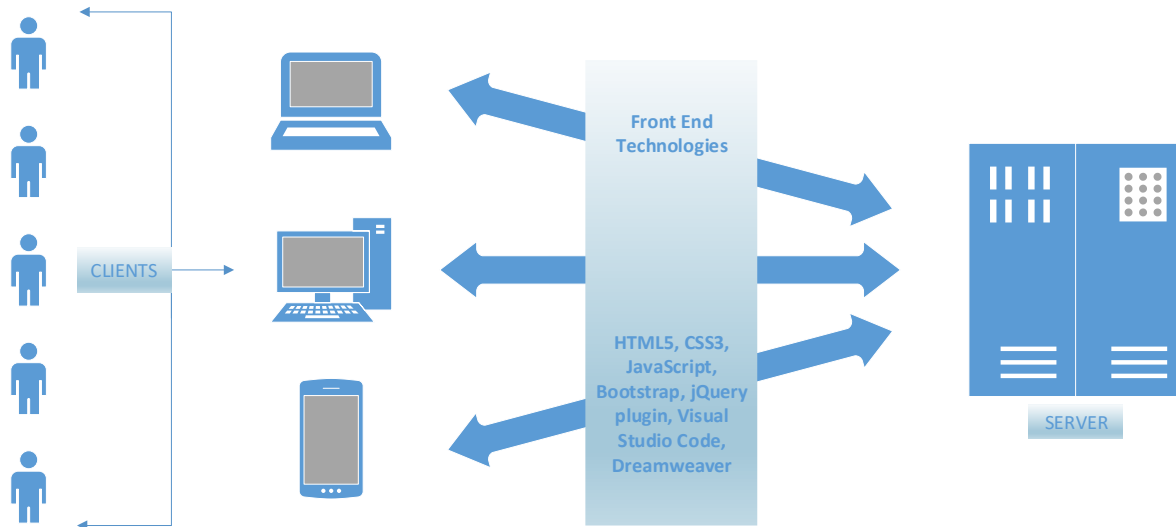 CLIENTS
Front End
Technologies
HTML5, CSS3,
JavaScript,
Bootstrap, jQuery
plugin, Visual
Studio Code,
Dreamweaver
SERVER